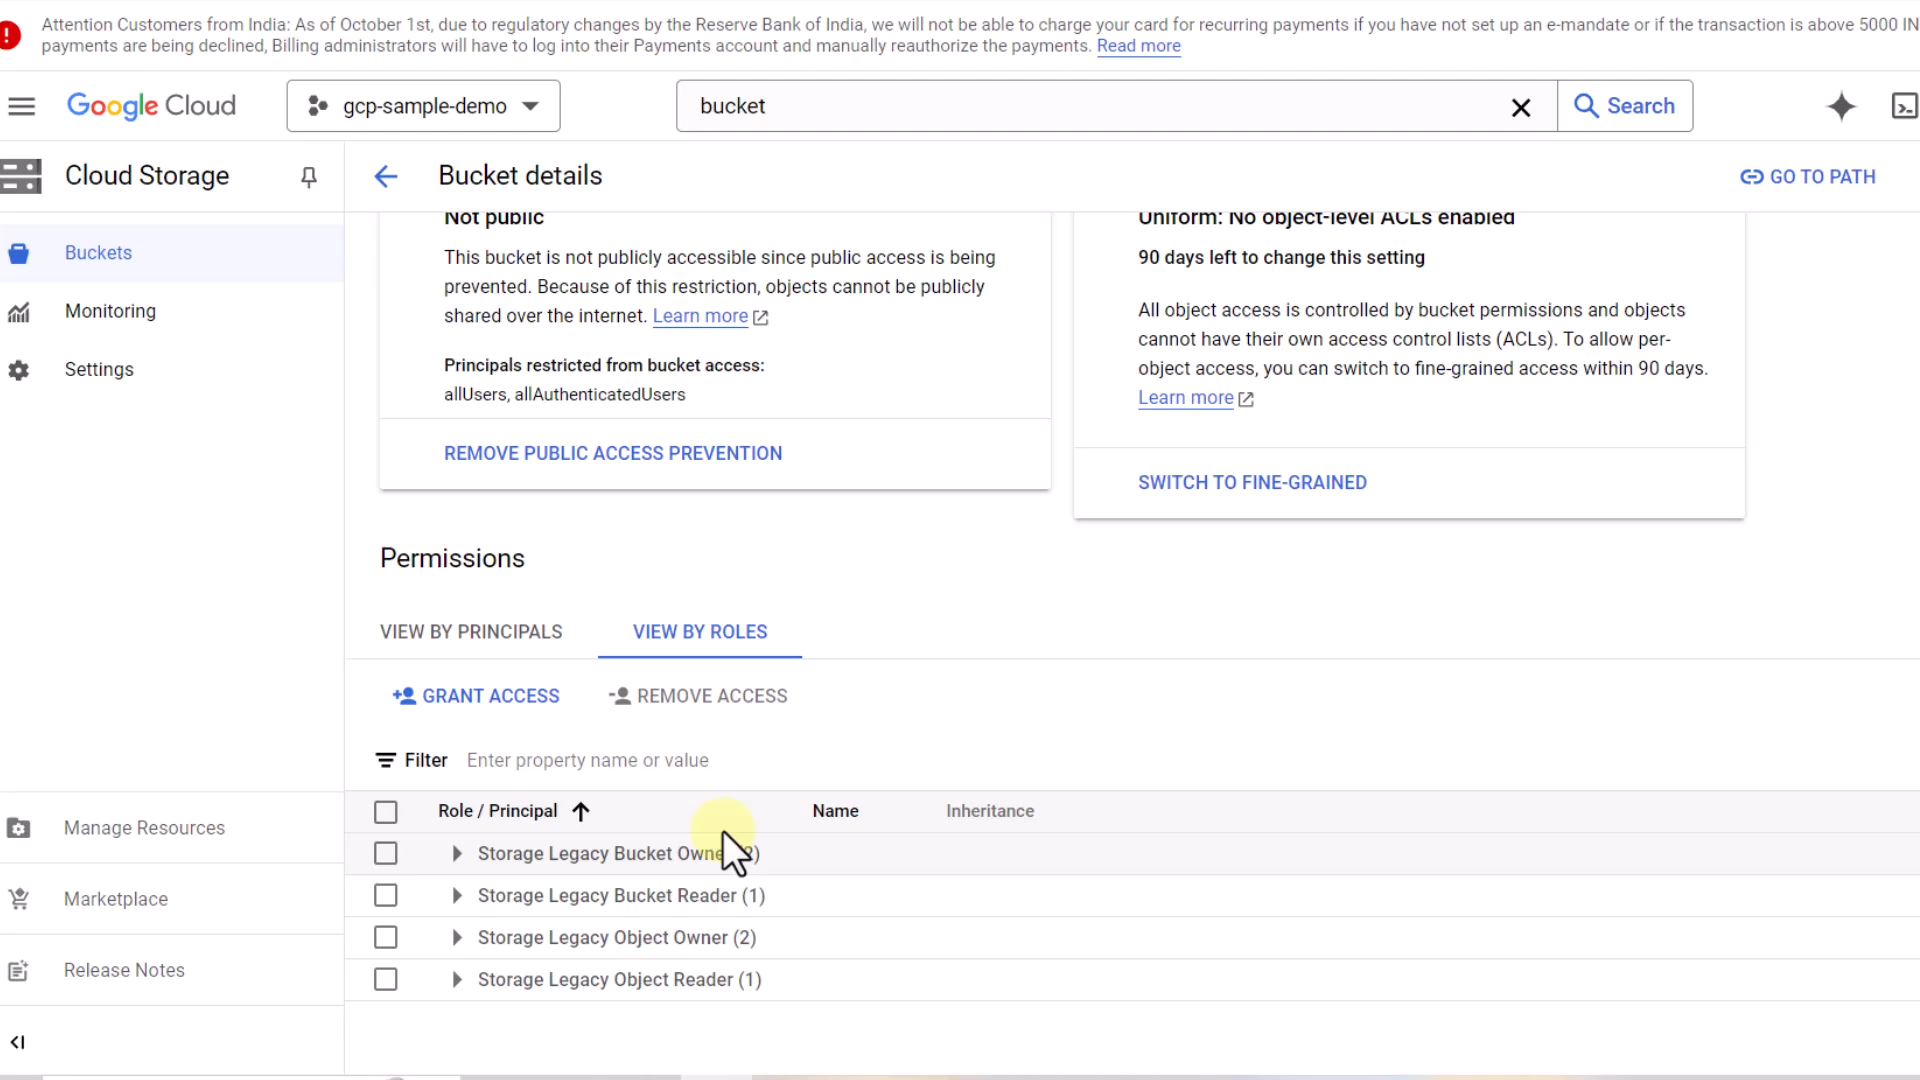 Attention Customers from India: As of October 1st, due to regulatory changes by the Reserve Bank of India, we will not be able to charge your card for recurring payments if you have not set up an e-mandate or if the transaction is above 5000 IN
payments are being declined, Billing administrators will have to log into their Payments account and manually reauthorize the payments. Read more
Google Cloud
gcp-sample-demo
bucket
Search
Cloud Storage
Bucket details
GO TO PATH
Buckets
Monitoring
Settings
Not public
This bucket is not publicly accessible since public access is being
prevented. Because of this restriction, objects cannot be publicly
shared over the internet. Learn more
Principals restricted from bucket access:
allUsers, allAuthenticatedUsers
REMOVE PUBLIC ACCESS PREVENTION
Uniform: No object-level ACLs enabled
90 days left to change this setting
All object access is controlled by bucket permissions and objects
cannot have their own access control lists (ACLs). To allow per-
object access, you can switch to fine-grained access within 90 days.
Learn more
SWITCH TO FINE-GRAINED
Permissions
VIEW BY PRINCIPALS
VIEW BY ROLES
GRANT ACCESS
REMOVE ACCESS
Filter Enter property name or value
Role / Principal Name Inheritance
Storage Legacy Bucket Owner
Storage Legacy Bucket Reader (1)
Storage Legacy Object Owner (2)
Storage Legacy Object Reader (1)
Manage Resources
Marketplace
Release Notes